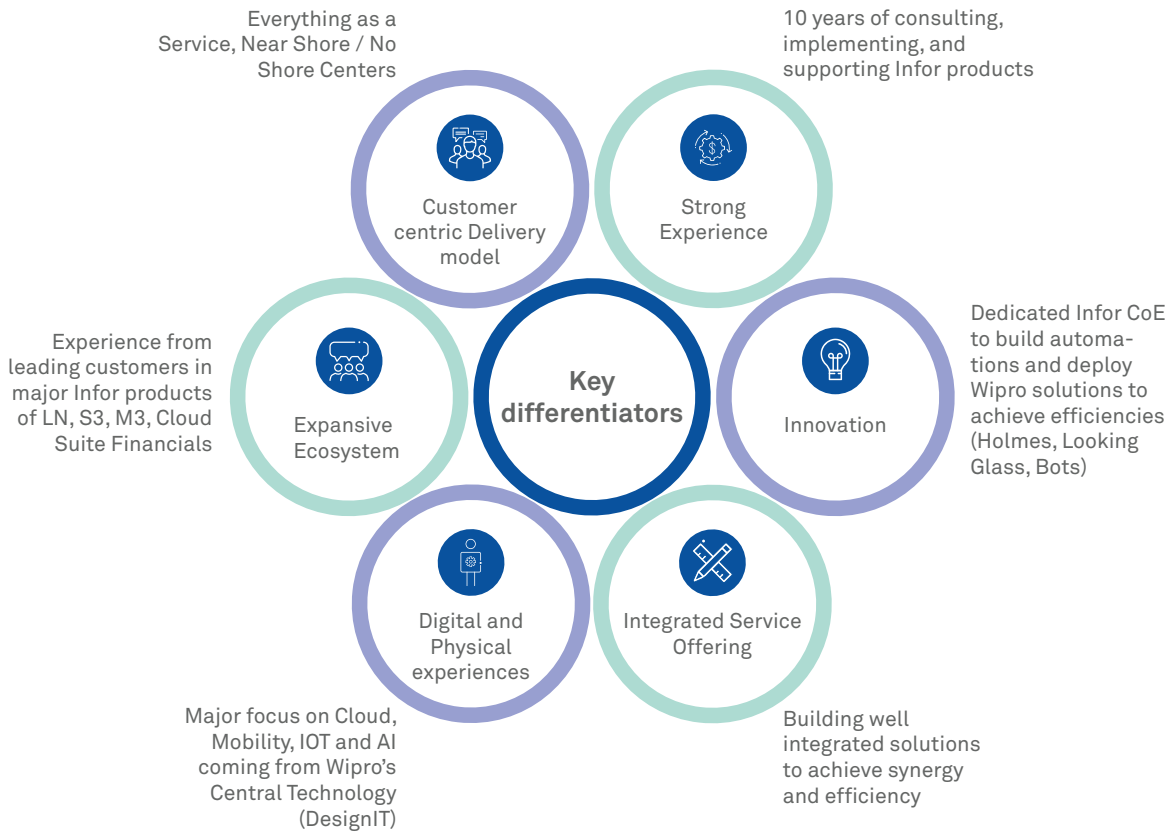 Everything as a
Service, Near Shore / No
Shore Centers
10 years of consulting,
implementing, and
supporting Infor products
Customer
centric Delivery
model
Strong
Experience
Experience from
leading customers in
major Infor products
of LN, S3, M3, Cloud
Suite Financials
Expansive
Ecosystem
Key
differentiators
Innovation
Dedicated Infor CoE
to build automa-
tions and deploy
Wipro solutions to
achieve efficiencies
(Holmes, Looking
Glass, Bots)
Digital and
Physical
experiences
Integrated Service
Offering
Major focus on Cloud,
Mobility, IOT and AI
coming from Wipro’s
Central Technology
(DesignIT)
Building well
integrated solutions
to achieve synergy
and efficiency